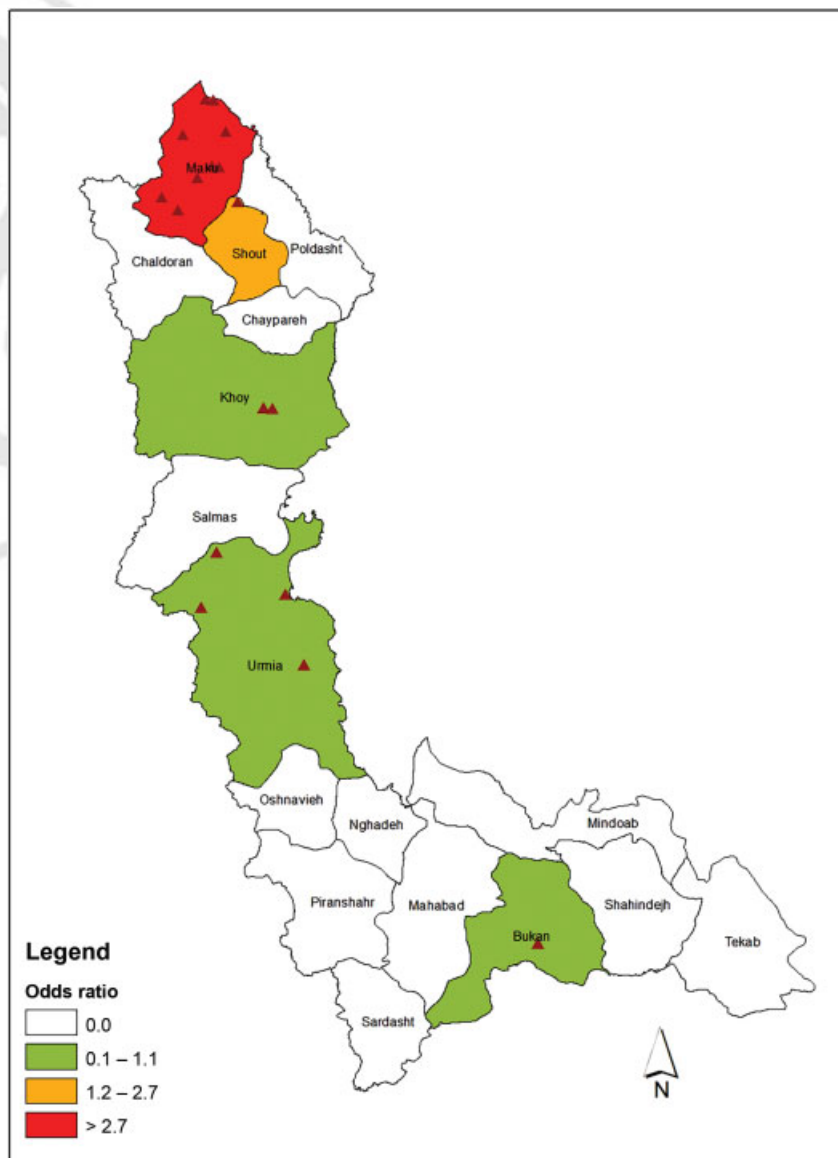 Maku
Shout
Poldasht
Chaldoran
Chaypareh
Khoy
Salmas
Urmia
Oshnavieh
Nghadeh
Mindoab
Piranshahr
Mahabad
Shahindejh
Bukan
Tekab
Sardasht
Legend
Odds ratio
0.0
0.1 – 1.1
1.2 – 2.7
> 2.7
N